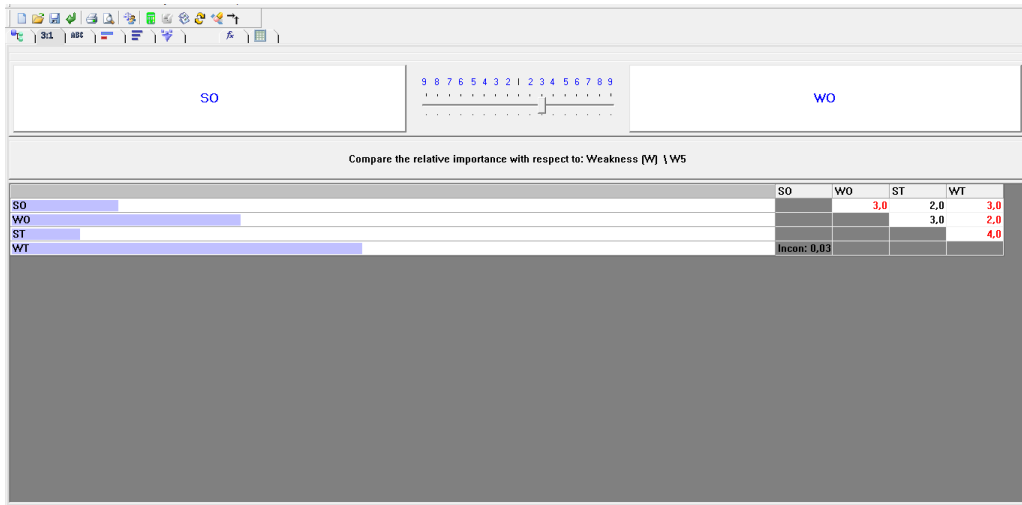 3:1 ABC fx
9 8 7 6 5 4 3 2 1 2 3 4 5 6 7 8 9
SO
WO
Compare the relative importance with respect to: Weakness (W) \ W5
SO WO ST WT
SO 3,0 2,0 3,0
WO 3,0 2,0
ST 4,0
WT Incon: 0,03